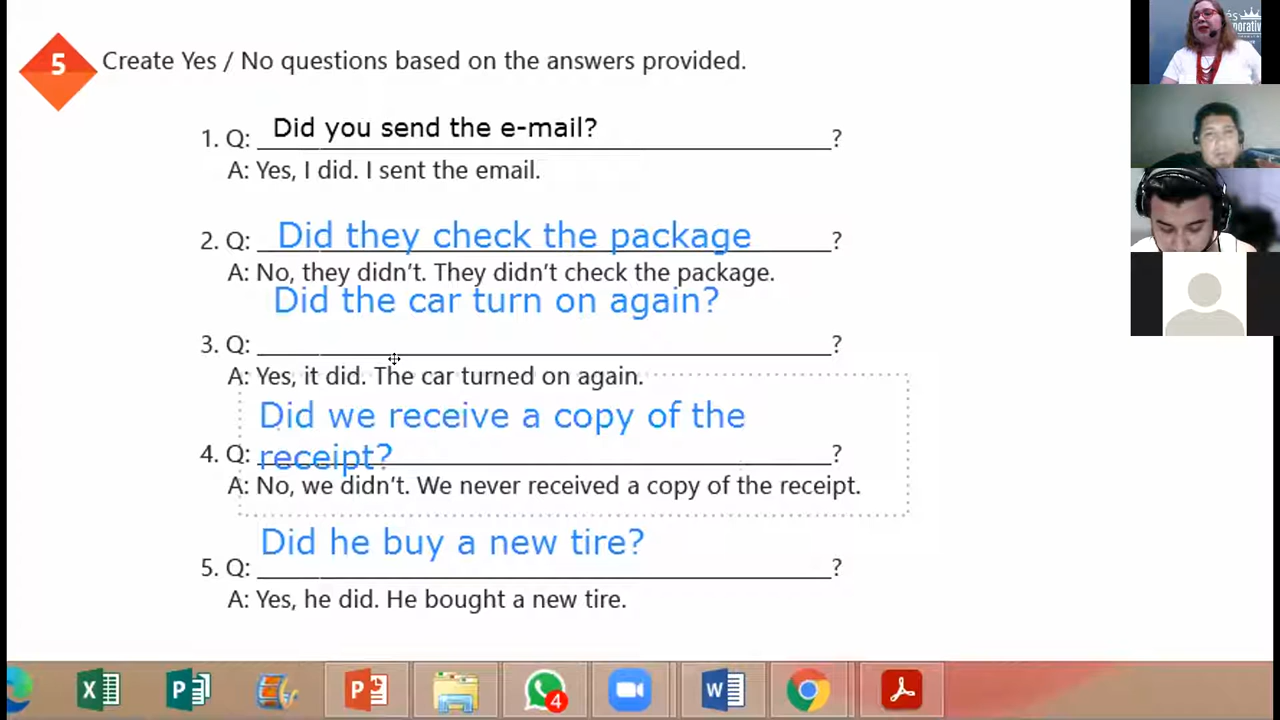 5 Create Yes / No questions based on the answers provided.
1. Q: Did you send the e-mail? ?
A: Yes, I did. I sent the email.
2. Q: Did they check the package ?
A: No, they didn’t. They didn’t check the package.
Did the car turn on again?
3. Q: ?
A: Yes, it did. The car turned on again.
Did we receive a copy of the
4. Q: receipt? ?
A: No, we didn’t. We never received a copy of the receipt.
Did he buy a new tire?
5. Q: ?
A: Yes, he did. He bought a new tire.
4